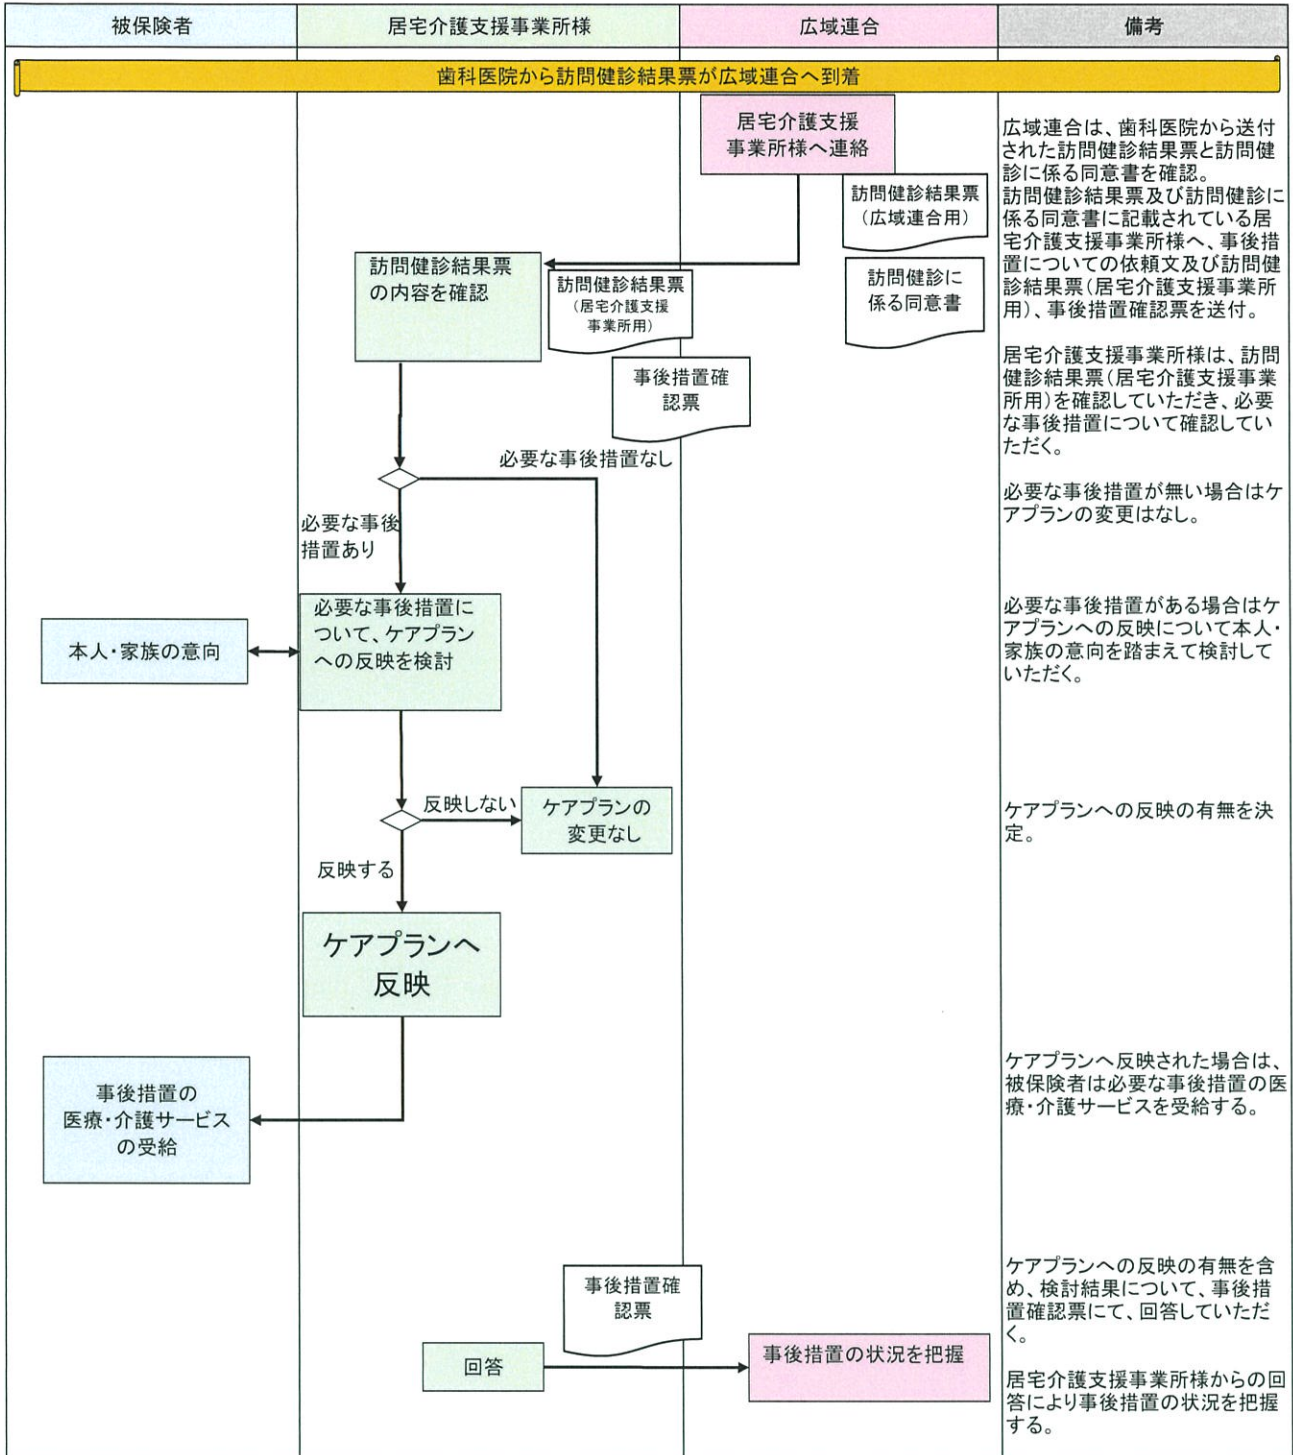 被保険者
居宅介護支援事業所様
広域連合
備考
歯科医院から訪問健診結果票が広域連合へ到着
居宅介護支援
事業所様へ連絡
訪問健診結果票
（広域連合用）
訪問健診に
係る同意書
訪問健診結果票
の内容を確認
訪問健診結果票
（居宅介護支援
事業所用）
事後措置確
認票
必要な事後措置なし
必要な事後
措置あり
必要な事後措置に
ついて、ケアプラン
への反映を検討
本人・家族の意向
反映しない
ケアプランの
変更なし
反映する
ケアプランへ
反映
事後措置の
医療・介護サービス
の受給
事後措置確
認票
回答
事後措置の状況を把握
広域連合は、歯科医院から送付
された訪問健診結果票と訪問健
診に係る同意書を確認。
訪問健診結果票及び訪問健診に
係る同意書に記載されている居
宅介護支援事業所様へ、事後措
置についての依頼文及び訪問健
診結果票（居宅介護支援事業所
用）、事後措置確認票を送付。
居宅介護支援事業所様は、訪問
健診結果票（居宅介護支援事業
所用）を確認していただき、必要
な事後措置について確認してい
ただく。
必要な事後措置が無い場合はケ
アプランの変更はなし。
必要な事後措置がある場合はケ
アプランへの反映について本人・
家族の意向を踏まえて検討して
いただく。
ケアプランへの反映の有無を決
定。
ケアプランへ反映された場合は、
被保険者は必要な事後措置の医
療・介護サービスを受給する。
ケアプランへの反映の有無を含
め、検討結果について、事後措
置確認票にて、回答していただ
く。
居宅介護支援事業所様からの回
答により事後措置の状況を把握
する。